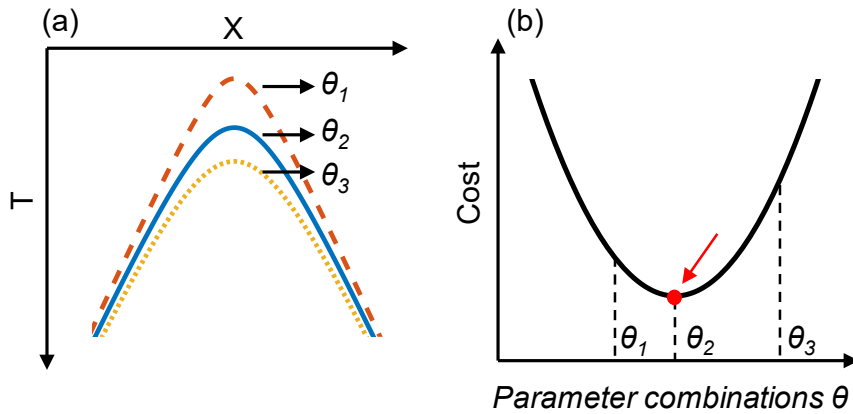 (a)
X
θ1
θ2
θ3
T
(b)
Cost
θ1
θ2
θ3
Parameter combinations θ